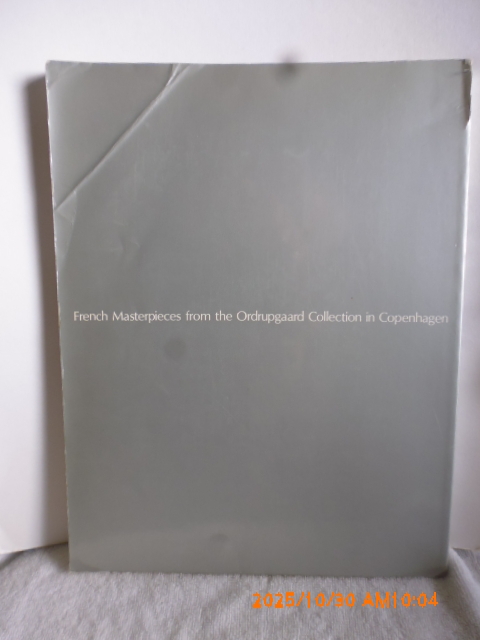 French Masterpieces from the Ordrupgaard Collection in Copenhagen
2025/10/30 AM10:04